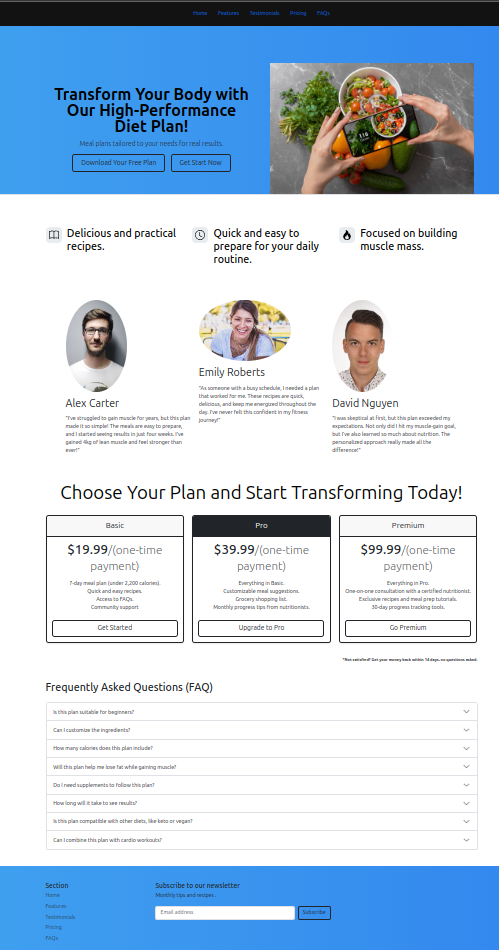 Home Features Testimonials Pricing FAQs
Transform Your Body with
Our High-Performance
Diet Plan!
Meal plans tailored to your needs for real results.
Download Your Free Plan
Get Start Now
Delicious and practical
recipes.
Quick and easy to
prepare for your daily
routine.
Focused on building
muscle mass.
Alex Carter
"I've struggled to gain muscle for years, but this plan
made it so simple! The meals are easy to prepare,
and I started seeing results in just four weeks. I've
gained 4kg of lean muscle and feel stronger than
ever!"
Emily Roberts
"As someone with a busy schedule, I needed a plan
that worked for me. These recipes are quick,
delicious, and keep me energized throughout the
day. I've never felt this confident in my fitness
journey!"
David Nguyen
"I was skeptical at first, but this plan exceeded my
expectations. Not only did I hit my muscle-gain goal,
but I've also learned so much about nutrition. The
personalized approach really made all the
difference!"
Choose Your Plan and Start Transforming Today!
Basic
$19.99/(one-time
payment)
7-day meal plan (under 2,200 calories).
Quick and easy recipes.
Access to FAQs.
Community support
Get Started
Pro
$39.99/(one-time
payment)
Everything in Basic.
Customizable meal suggestions.
Grocery shopping list.
Monthly progress tips from nutritionists.
Upgrade to Pro
Premium
$99.99/(one-time
payment)
Everything in Pro.
One-on-one consultation with a certified nutritionist.
Exclusive recipes and meal prep tutorials.
30-day progress tracking tools.
Go Premium
*Not satisfied? Get your money back within 14 days, no questions asked.
Frequently Asked Questions (FAQ)
Is this plan suitable for beginners?
Can I customize the ingredients?
How many calories does this plan include?
Will this plan help me lose fat while gaining muscle?
Do I need supplements to follow this plan?
How long will it take to see results?
Is this plan compatible with other diets, like keto or vegan?
Can I combine this plan with cardio workouts?
Section
Home
Features
Testimonials
Pricing
FAQs
Subscribe to our newsletter
Monthly tips and recipes.
Email address
Subscribe